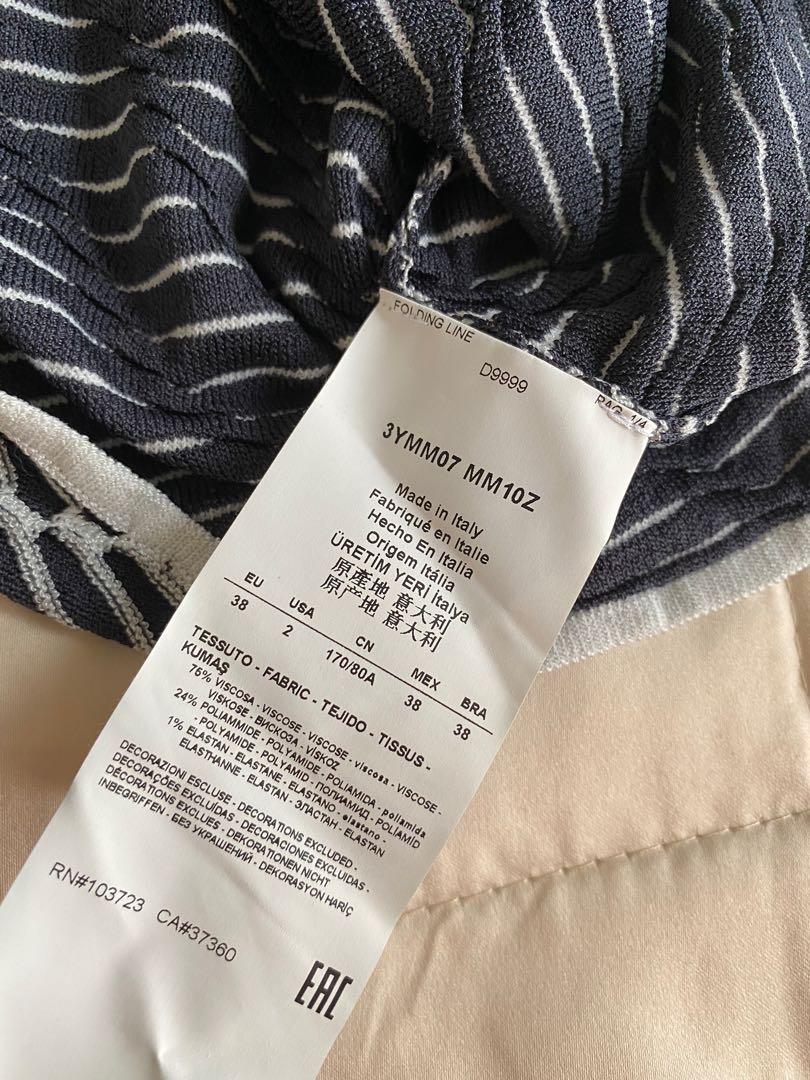 FOLDING LINE
D9999
PAG. 1/4
3YMM07 MM10Z
Made in Italy
Fabriqué en Italie
Hecho En Italia
Origem Itália
ÜRETİM YERİ İtalya
原產地 意大利
原产地 意大利
EU USA CN MEX BRA
38 2 170/80A 38 38
TESSUTO - FABRIC - TEJIDO - TISSUS -
KUMAŞ
76% VISCOSA - VISCOSE - VISCOSE - viscosa - VISCOSE -
VISKOSE - ВИСКОЗА - VISKOZ
24% POLIAMMIDE - POLYAMIDE - POLIAMIDA - poliamida
- POLYAMIDE - POLYAMID - ПОЛИАМИД - POLİAMİD
1% ELASTAN - ELASTANE - ELASTANO - elastano -
ELASTHANNE - ELASTAN - ЭЛАСТАН - ELASTAN
DECORAZIONI ESCLUSE - DECORATIONS EXCLUDED -
DECORAÇÕES EXCLUÍDAS - DECORACIONES EXCLUIDAS -
DÉCORATIONS EXCLUES - DEKORATIONEN NICHT
INBEGRIFFEN - БЕЗ УКРАШЕНИЙ - DEKORASYON HARİÇ
RN#103723 CA#37360
EAC